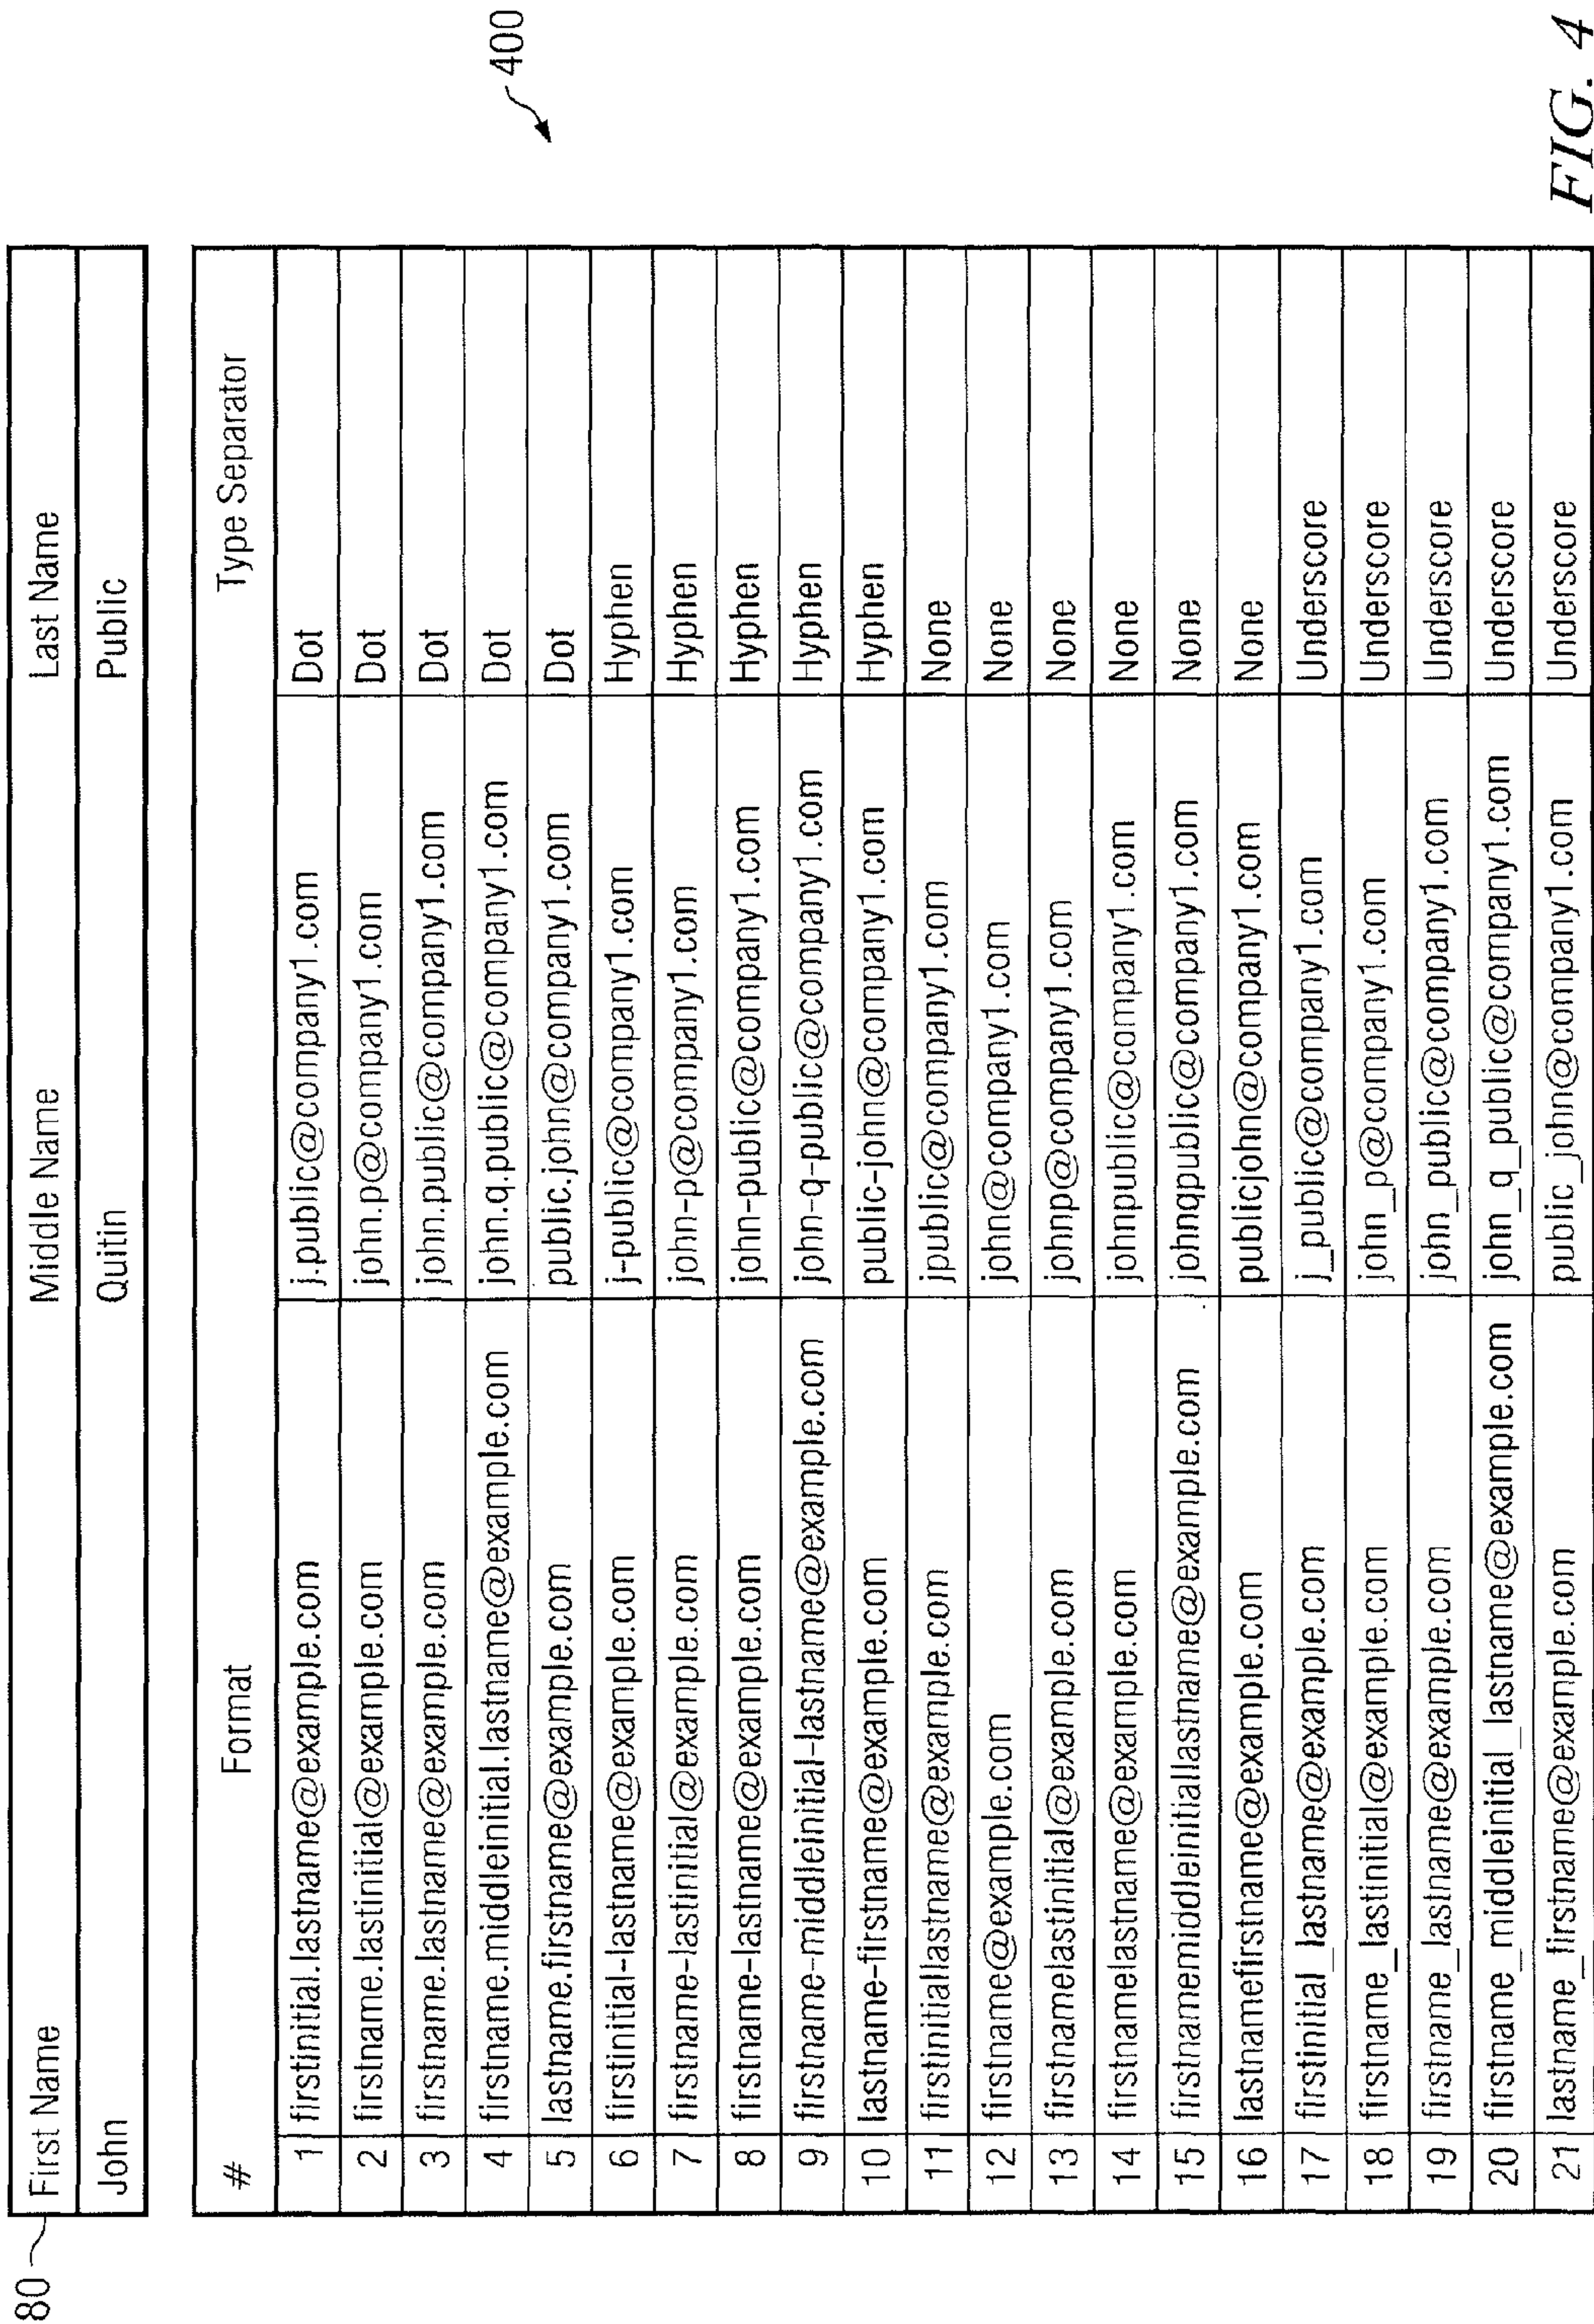 80
First Name Middle Name Last Name
John Quitin Public
# Format Type Separator
1 firstinitial.lastname@example.com j.public@company1.com Dot
2 firstname.lastinitial@example.com john.p@company1.com Dot
3 firstname.lastname@example.com john.public@company1.com Dot
4 firstname.middleinitial.lastname@example.com john.q.public@company1.com Dot
5 lastname.firstname@example.com public.john@company1.com Dot
6 firstinitial-lastname@example.com j-public@company1.com Hyphen
7 firstname-lastinitial@example.com john-p@company1.com Hyphen
8 firstname-lastname@example.com john-public@company1.com Hyphen
9 firstname-middleinitial-lastname@example.com john-q-public@company1.com Hyphen
10 lastname-firstname@example.com public-john@company1.com Hyphen
11 firstinitiallastname@example.com jpublic@company1.com None
12 firstname@example.com john@company1.com None
13 firstnamelastinitial@example.com johnp@company1.com None
14 firstnamelastname@example.com johnpublic@company1.com None
15 firstnamemiddleinitiallastname@example.com johnqpublic@company1.com None
16 lastnamefirstname@example.com publicjohn@company1.com None
17 firstinitial_lastname@example.com j_public@company1.com Underscore
18 firstname_lastinitial@example.com john_p@company1.com Underscore
19 firstname_lastname@example.com john_public@company1.com Underscore
20 firstname_middleinitial_lastname@example.com john_q_public@company1.com Underscore
21 lastname_firstname@example.com public_john@company1.com Underscore
400
FIG. 4